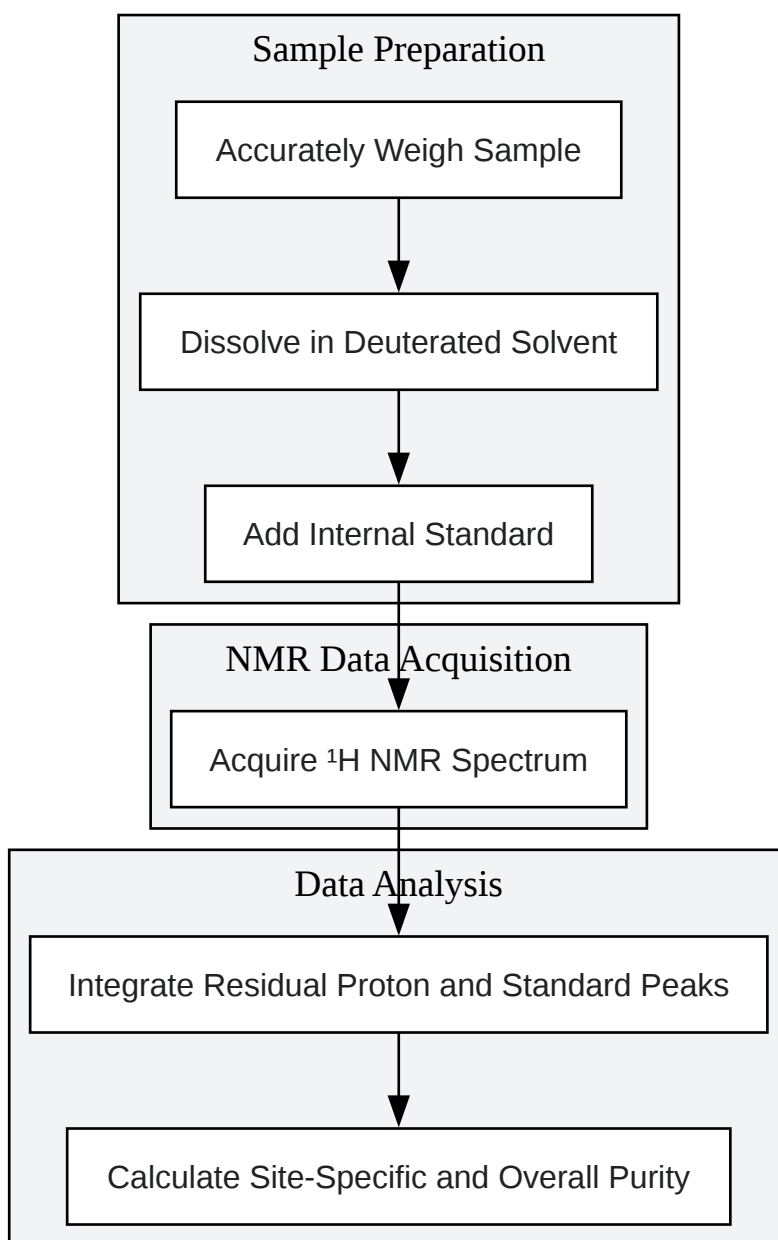 Sample Preparation
Accurately Weigh Sample
Dissolve in Deuterated Solvent
Add Internal Standard
NMR Data Acquisition
Acquire ¹H NMR Spectrum
Data Analysis
Integrate Residual Proton and Standard Peaks
Calculate Site-Specific and Overall Purity